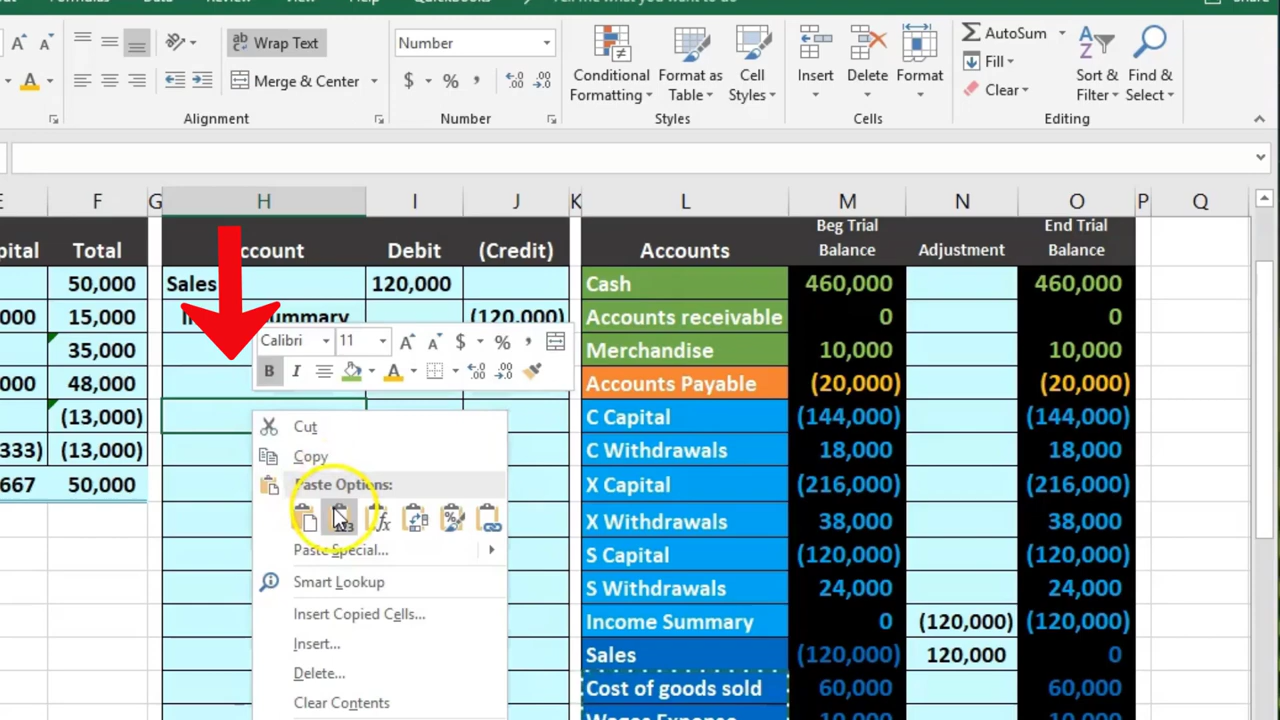 Formulas Data Review View Help QuickBooks Tell me what you want to do Share
A A Wrap Text Number AutoSum
Fill
Merge & Center $ % , Conditional Format as Cell Insert Delete Format Clear Sort & Find &
Formatting Table Styles Filter Select
Alignment Number Styles Cells Editing
F G H I J K L M N O P Q
pital Total Account Debit (Credit) Accounts Beg Trial Balance Adjustment End Trial Balance
50,000 Sales 120,000 Cash 460,000 460,000
000 15,000 Income Summary (120,000) Accounts receivable 0 0
35,000 Merchandise 10,000 10,000
000 48,000 Accounts Payable (20,000) (20,000)
(13,000) C Capital (144,000) (144,000)
333) (13,000) C Withdrawals 18,000 18,000
667 50,000 X Capital (216,000) (216,000)
X Withdrawals 38,000 38,000
S Capital (120,000) (120,000)
S Withdrawals 24,000 24,000
Income Summary 0 (120,000) (120,000)
Sales (120,000) 120,000 0
Cost of goods sold 60,000 60,000
Wages Expense 10,000 10,000
Calibri 11 A A $ % ,
B I A
Cut
Copy
Paste Options:
Paste Special...
Smart Lookup
Insert Copied Cells...
Insert...
Delete...
Clear Contents